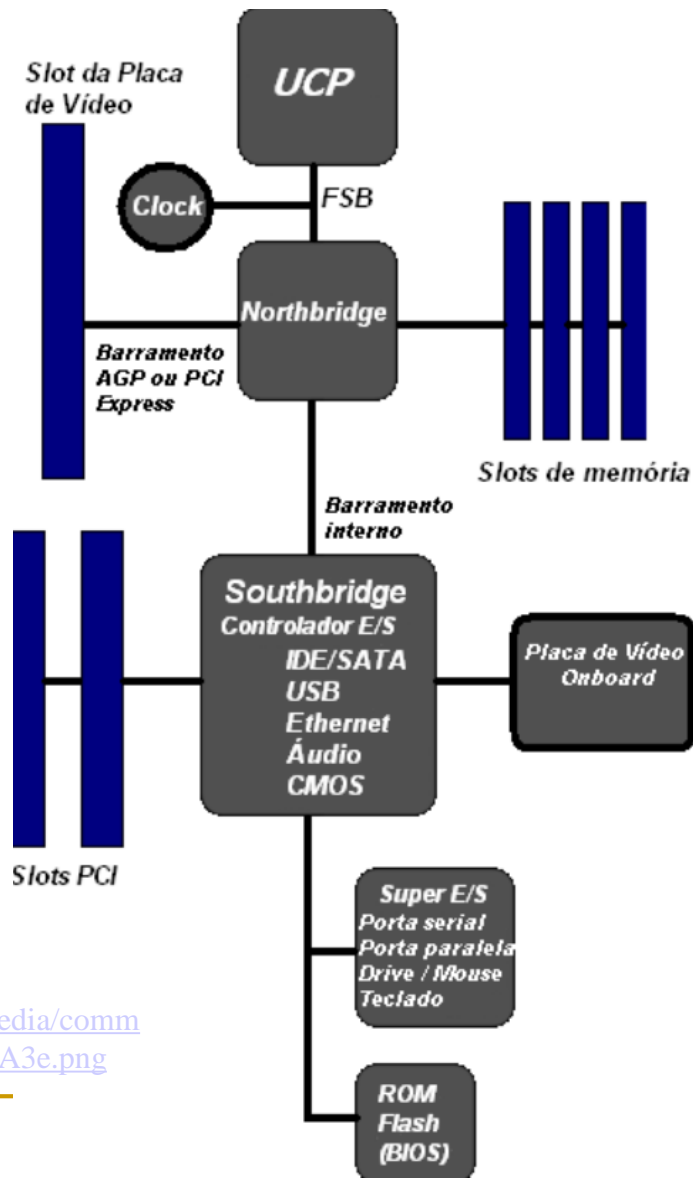 UCP
Slot da Placa
de Vídeo
Clock
FSB
Northbridge
Barramento
AGP ou PCI
Express
Slots de memória
Barramento
interno
Southbridge
Controlador E/S
IDE/SATA
USB
Ethernet
Áudio
CMOS
Placa de Vídeo
Onboard
Slots PCI
Super E/S
Porta serial
Porta paralela
Drive / Mouse
Teclado
edia/comm
A3e.png
ROM
Flash
(BIOS)